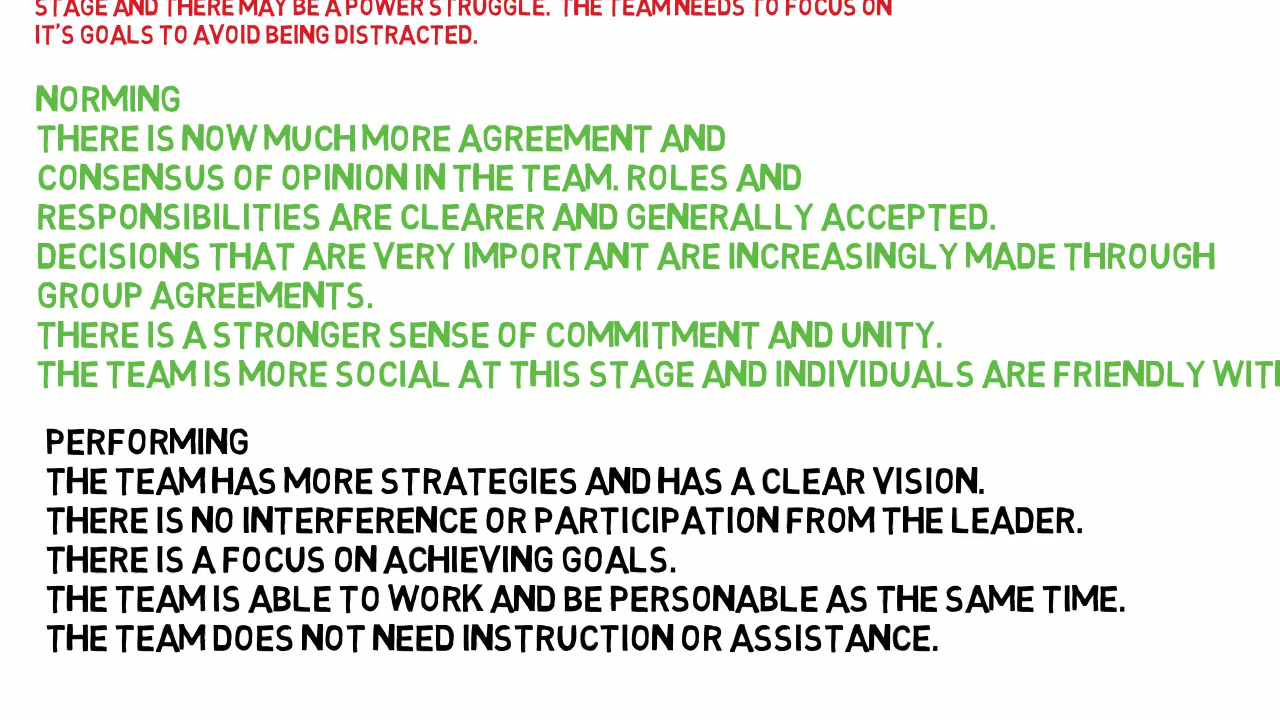 STAGE AND THERE MAY BE A POWER STRUGGLE. THE TEAM NEEDS TO FOCUS ON
IT'S GOALS TO AVOID BEING DISTRACTED.
NORMING
THERE IS NOW MUCH MORE AGREEMENT AND
CONSENSUS OF OPINION IN THE TEAM. ROLES AND
RESPONSIBILITIES ARE CLEARER AND GENERALLY ACCEPTED.
DECISIONS THAT ARE VERY IMPORTANT ARE INCREASINGLY MADE THROUGH
GROUP AGREEMENTS.
THERE IS A STRONGER SENSE OF COMMITMENT AND UNITY.
THE TEAM IS MORE SOCIAL AT THIS STAGE AND INDIVIDUALS ARE FRIENDLY
PERFORMING
THE TEAM HAS MORE STRATEGIES AND HAS A CLEAR VISION.
THERE IS NO INTERFERENCE OR PARTICIPATION FROM THE LEADER.
THERE IS A FOCUS ON ACHIEVING GOALS.
THE TEAM IS ABLE TO WORK AND BE PERSONABLE AS THE SAME TIME.
THE TEAM DOES NOT NEED INSTRUCTION OR ASSISTANCE.